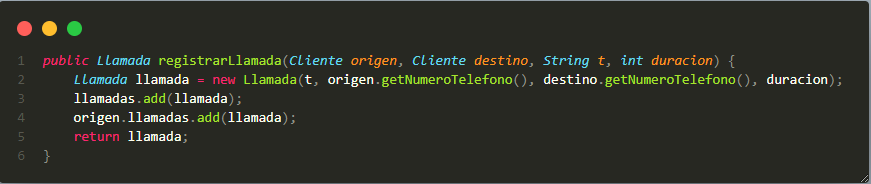 1 public Llamada registrarLlamada(Cliente origen, Cliente destino, String t, int duracion) {
2     Llamada llamada = new Llamada(t, origen.getNumeroTelefono(), destino.getNumeroTelefono(), duracion);
3     llamadas.add(llamada);
4     origen.llamadas.add(llamada);
5     return llamada;
6 }